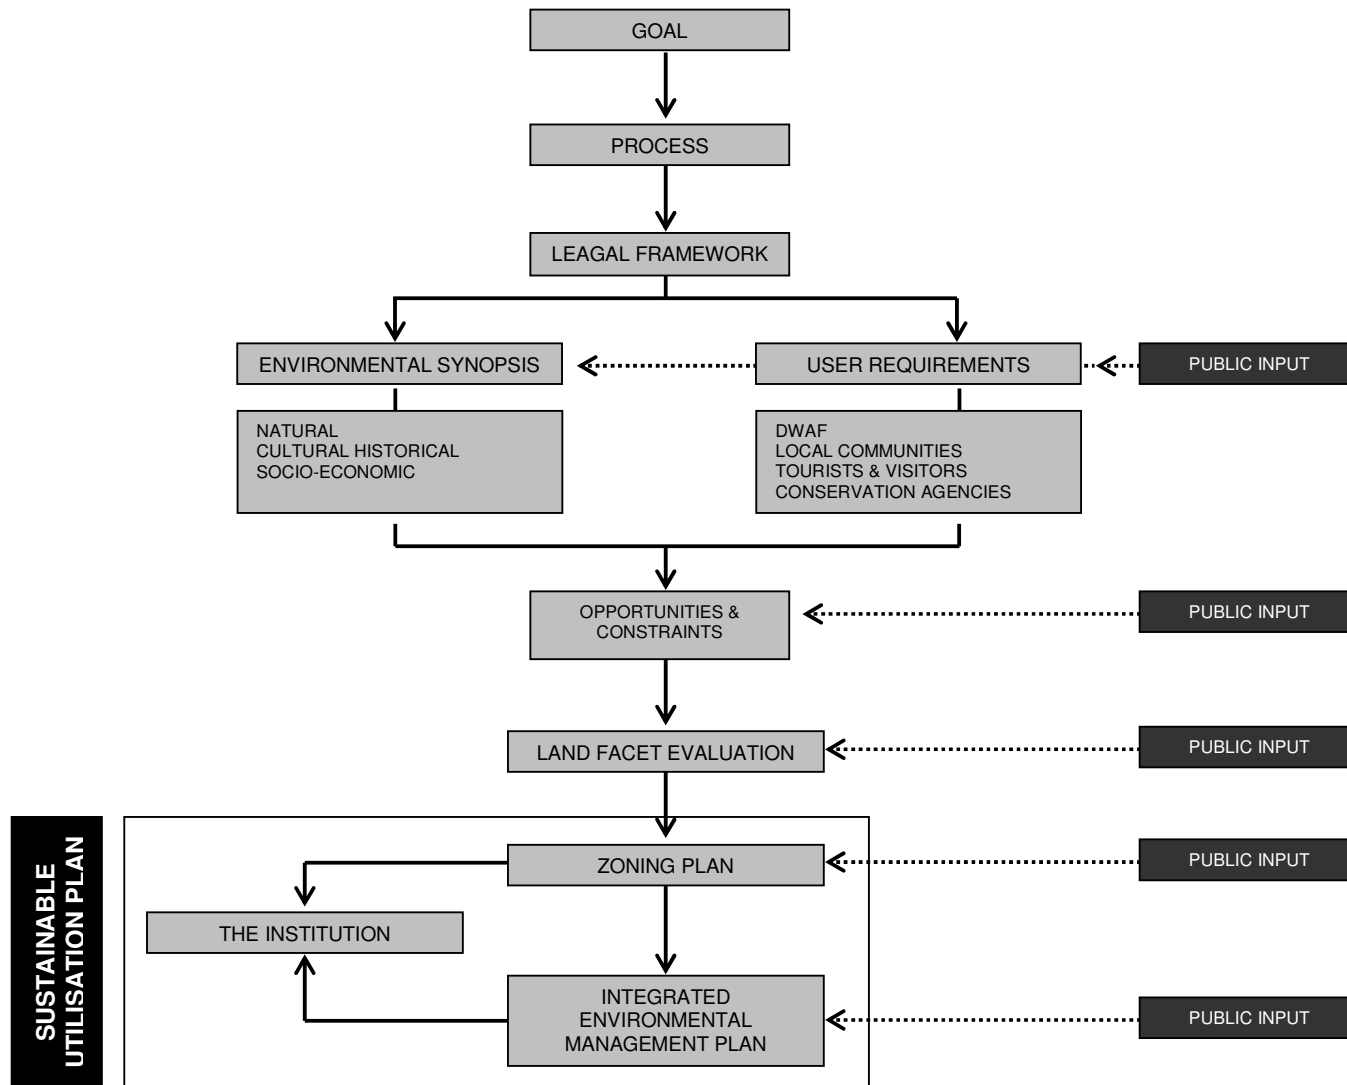 GOAL
PROCESS
LEAGAL FRAMEWORK
ENVIRONMENTAL SYNOPSIS
USER REQUIREMENTS
PUBLIC INPUT
NATURAL
CULTURAL HISTORICAL
SOCIO-ECONOMIC
DWAF
LOCAL COMMUNITIES
TOURISTS & VISITORS
CONSERVATION AGENCIES
OPPORTUNITIES &
CONSTRAINTS
PUBLIC INPUT
LAND FACET EVALUATION
PUBLIC INPUT
SUSTAINABLE
UTILISATION PLAN
ZONING PLAN
PUBLIC INPUT
THE INSTITUTION
INTEGRATED
ENVIRONMENTAL
MANAGEMENT PLAN
PUBLIC INPUT